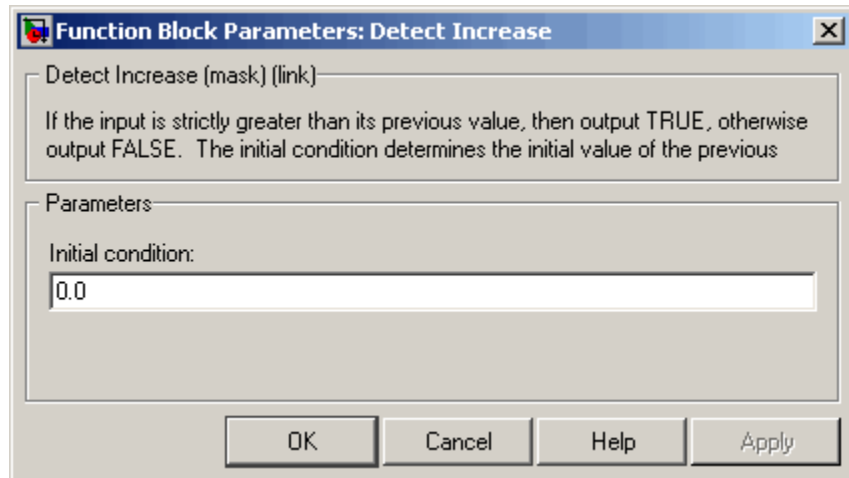 Function Block Parameters: Detect Increase
Detect Increase (mask) (link)
If the input is strictly greater than its previous value, then output TRUE, otherwise
output FALSE.  The initial condition determines the initial value of the previous
Parameters
Initial condition:
0.0
OK Cancel Help Apply